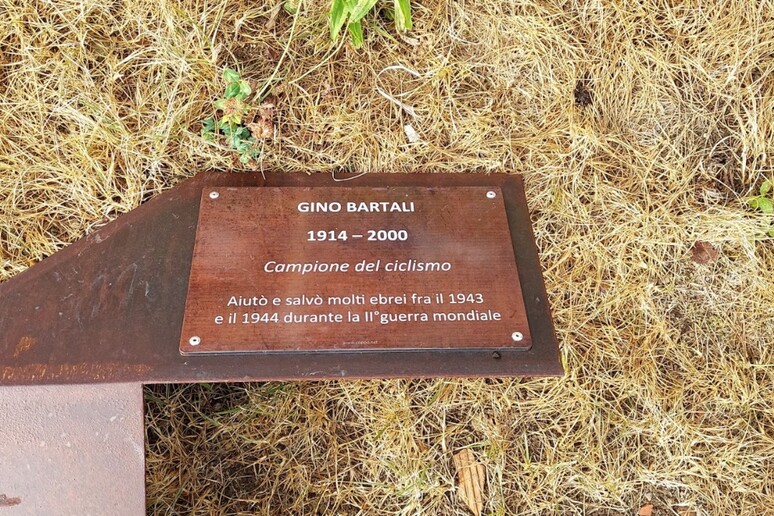 GINO BARTALI
1914 – 2000
Campione del ciclismo
Aiutò e salvò molti ebrei fra il 1943
e il 1944 durante la II°guerra mondiale